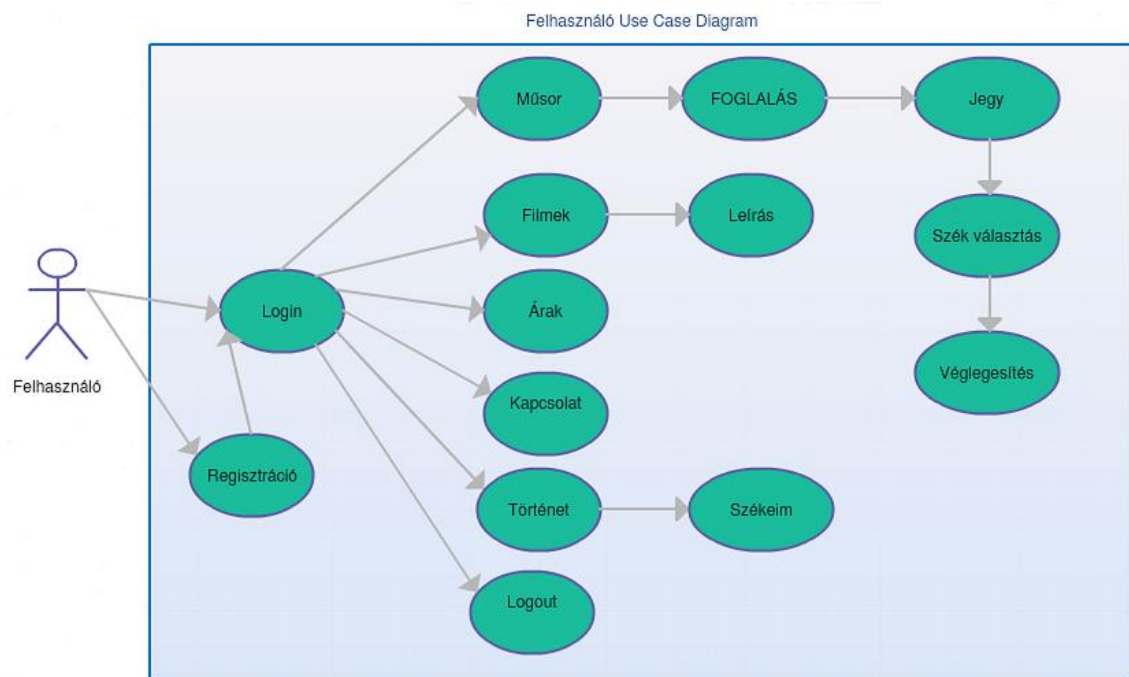 Felhasználó Use Case Diagram
Műsor
FOGLALÁS
Jegy
Filmek
Leírás
Szék választás
Login
Árak
Felhasználó
Véglegesítés
Kapcsolat
Regisztráció
Történet
Székeim
Logout